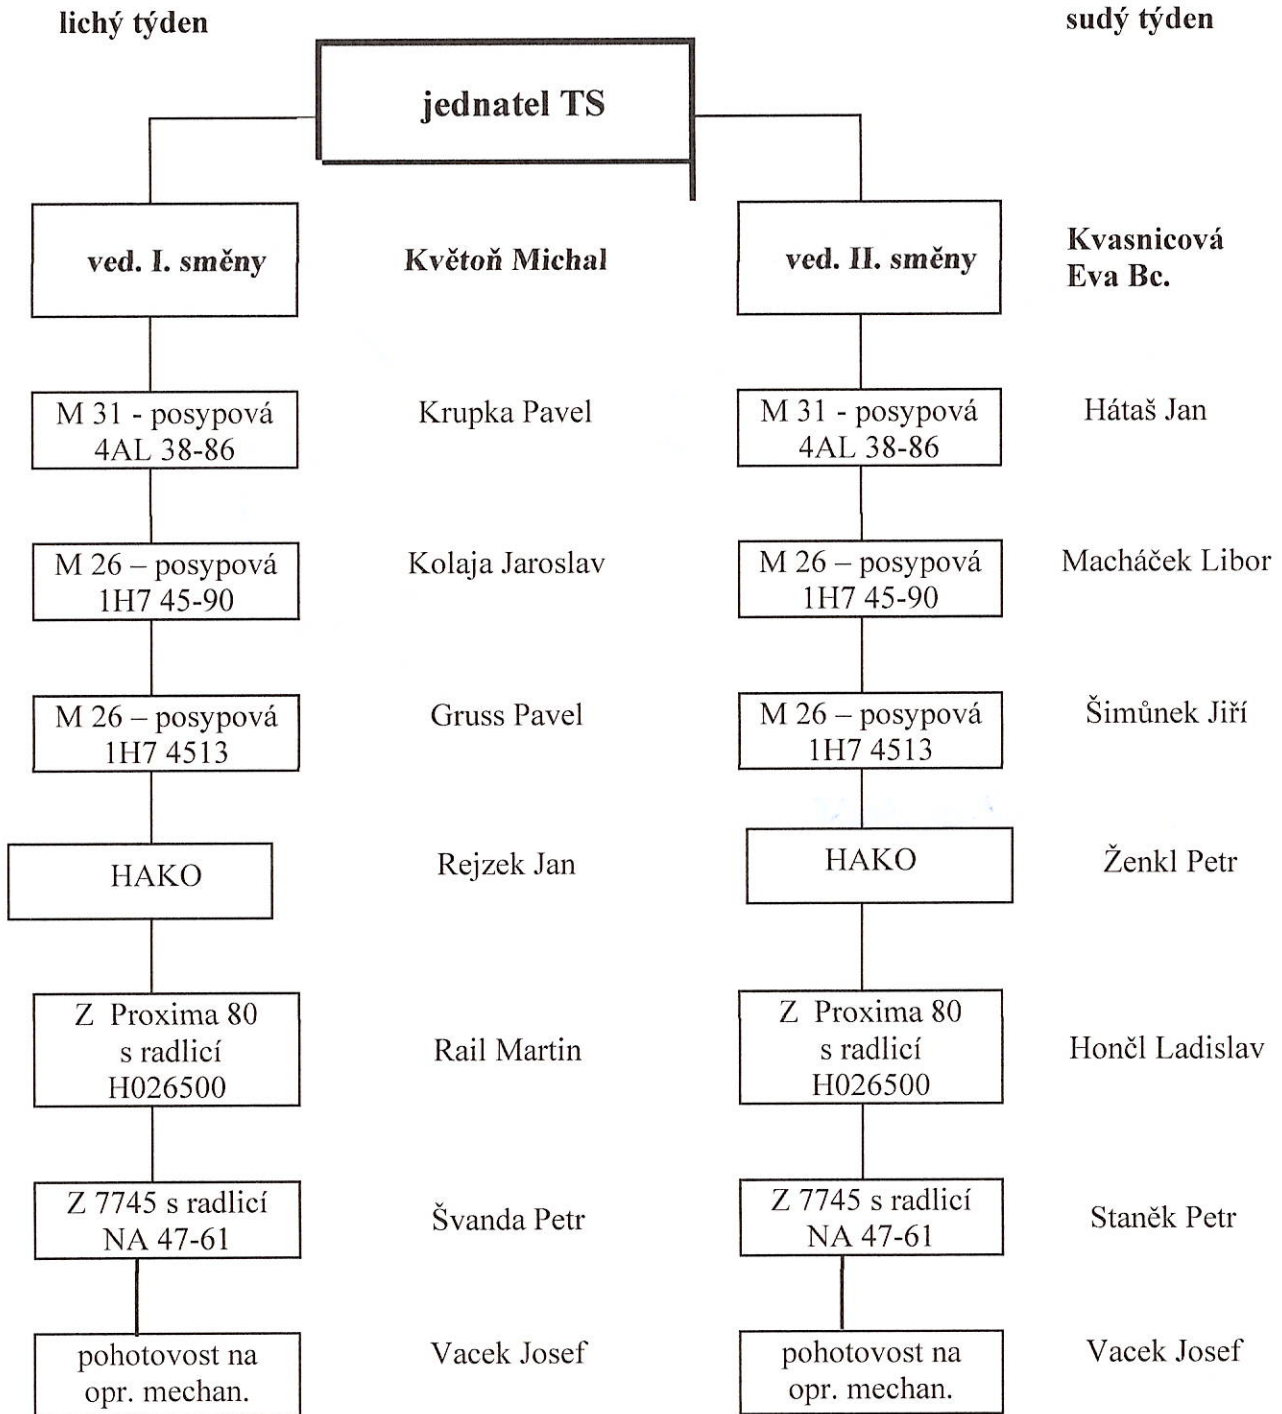 lichý týden
sudý týden
jednatel TS
ved. I. směny
Květoň Michal
ved. II. směny
Kvasnicová
Eva Bc.
M 31 - posypová
4AL 38-86
Krupka Pavel
M 31 - posypová
4AL 38-86
Hátaš Jan
M 26 – posypová
1H7 45-90
Kolaja Jaroslav
M 26 – posypová
1H7 45-90
Macháček Libor
M 26 – posypová
1H7 4513
Gruss Pavel
M 26 – posypová
1H7 4513
Šimůnek Jiří
HAKO
Rejzek Jan
HAKO
Ženkl Petr
Z Proxima 80
s radlicí
H026500
Rail Martin
Z Proxima 80
s radlicí
H026500
Hončl Ladislav
Z 7745 s radlicí
NA 47-61
Švanda Petr
Z 7745 s radlicí
NA 47-61
Staněk Petr
pohotovost na
opr. mechan.
Vacek Josef
pohotovost na
opr. mechan.
Vacek Josef